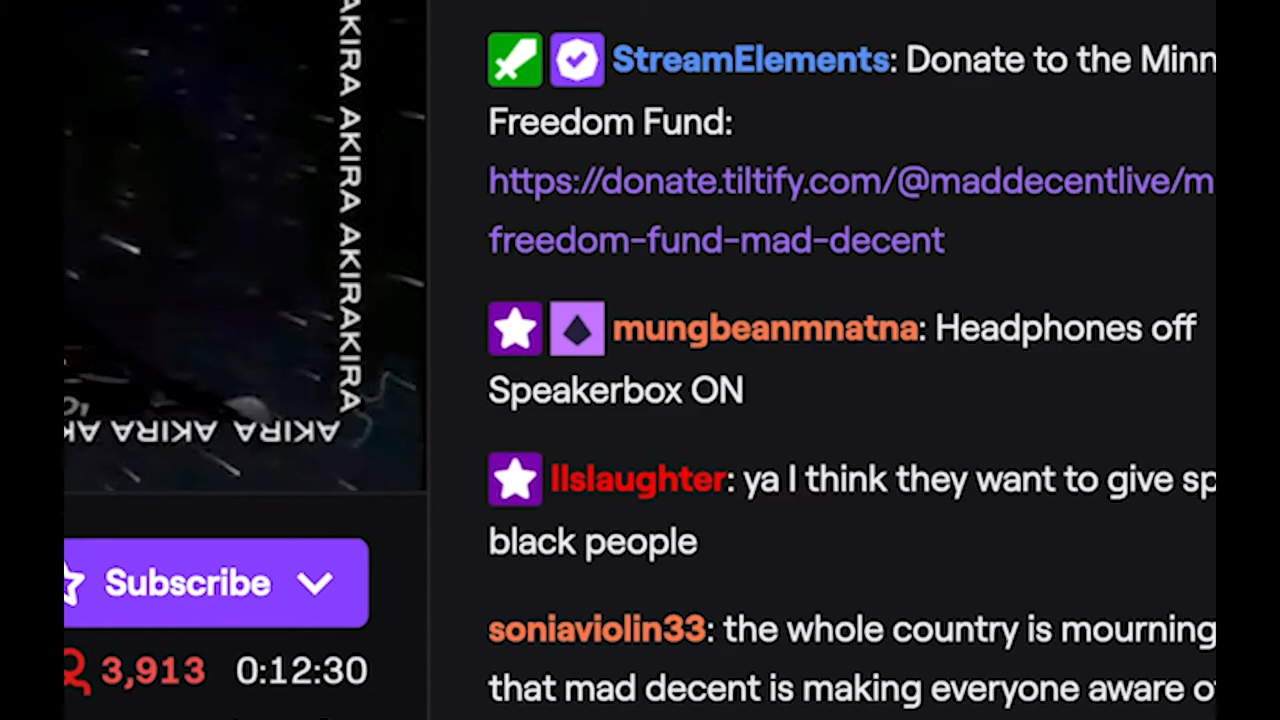 AKIRA AKIRA AKIRA AKIRAKIRA
AKIRA AKIRA
Subscribe
3,913 0:12:30
StreamElements: Donate to the
Freedom Fund:
https://donate.tiltify.com/@maddecentlive/m
freedom-fund-mad-decent
mungbeanmnatna: Headphones off
Speakerbox ON
llslaughter: ya I think they want to give
black people
soniaviolin33: the whole country is mourning
that mad decent is making everyone aware